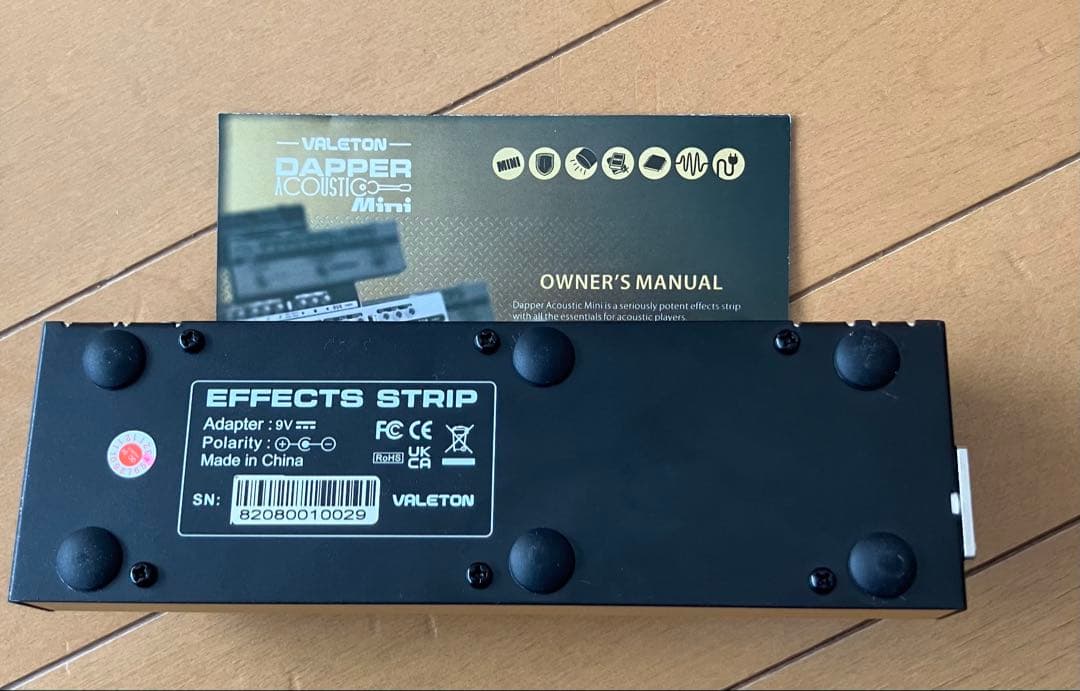 VALETON
DAPPER
ACOUSTIC
Mini
MINI
OWNER'S MANUAL
Dapper Acoustic Mini is a seriously potent effects strip
with all the essentials for acoustic players.
EFFECTS STRIP
Adapter : 9V
Polarity :
Made in China
FC CE
RoHS UK
CA
SN:
82080010029
VALETON